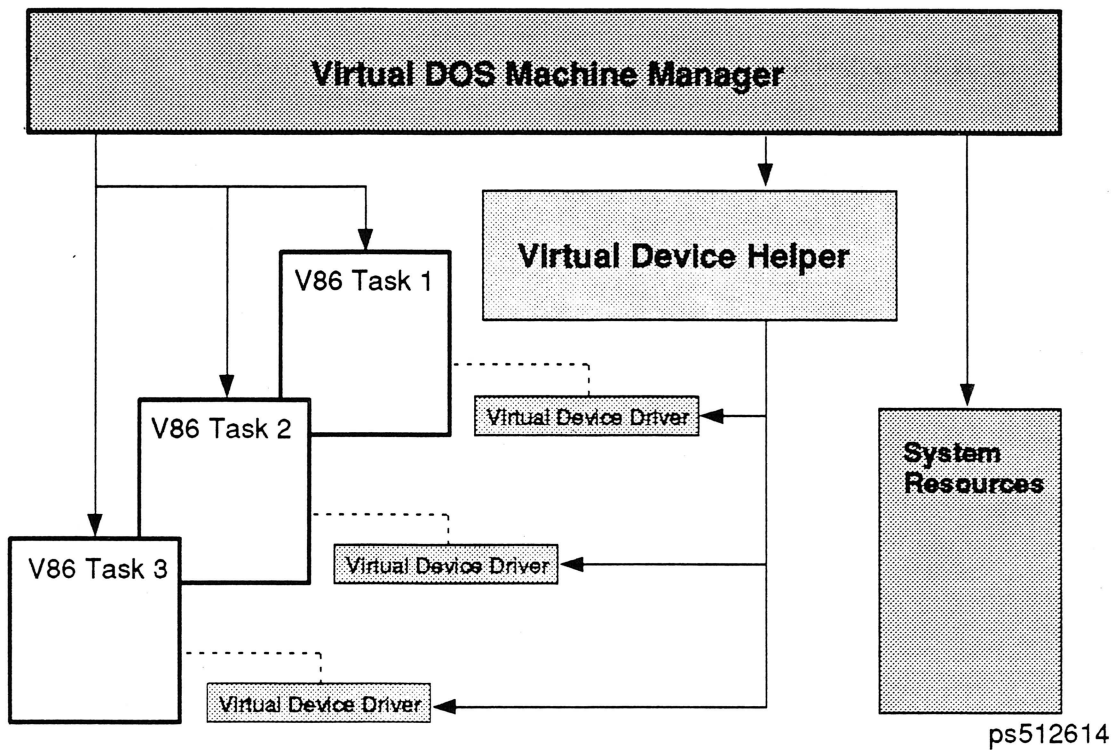 Virtual DOS Machine Manager
Virtual Device Helper
V86 Task 1
Virtual Device Driver
V86 Task 2
System
Resources
Virtual Device Driver
V86 Task 3
Virtual Device Driver
ps512614